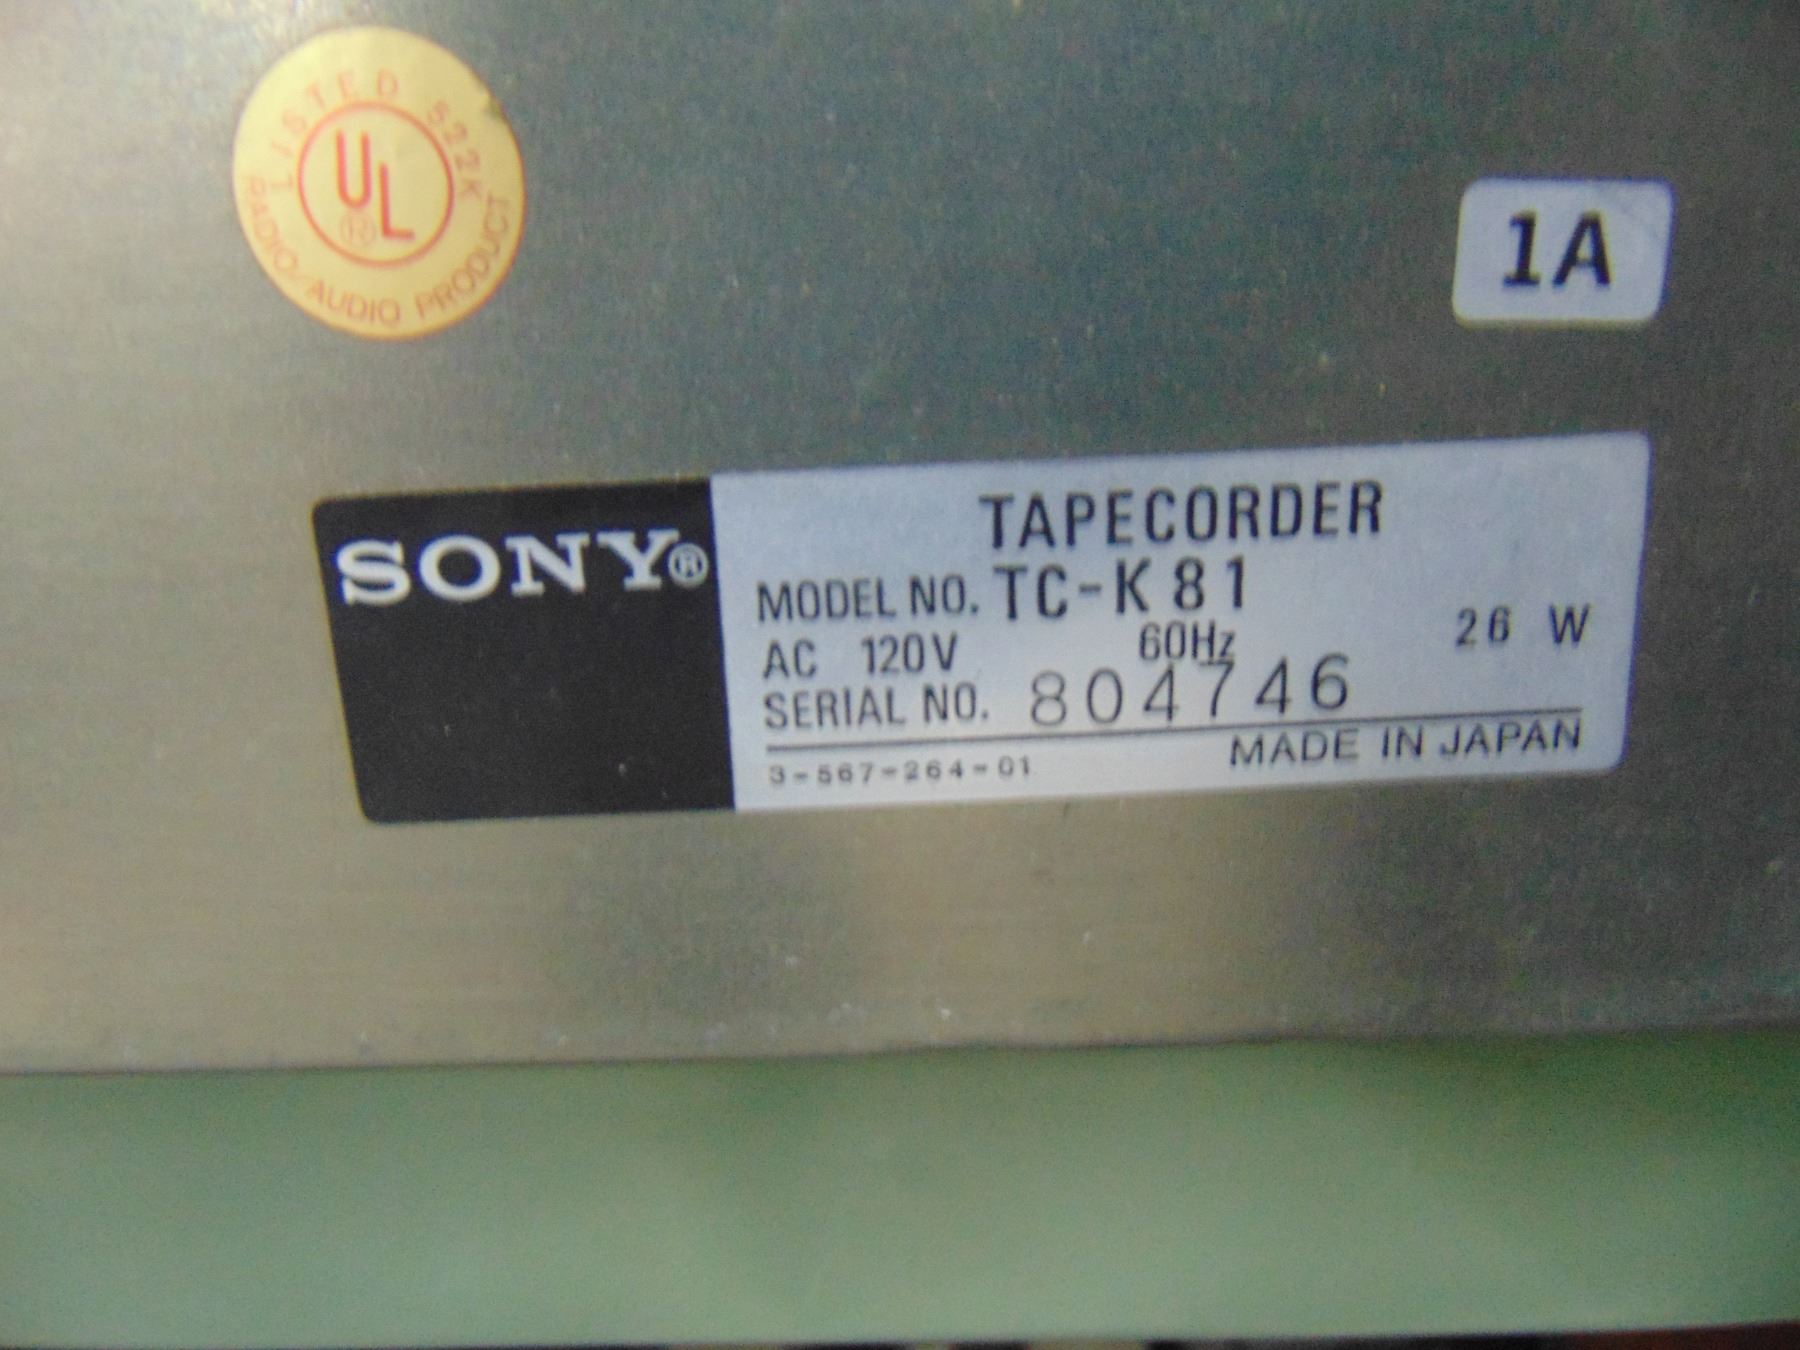 LISTED 522K
UL®
RADIO/AUDIO PRODUCT
1A
SONY®
TAPECORDER
MODEL NO. TC-K81
AC 120V 60Hz 26 W
SERIAL NO. 804746
3-567-264-01 MADE IN JAPAN